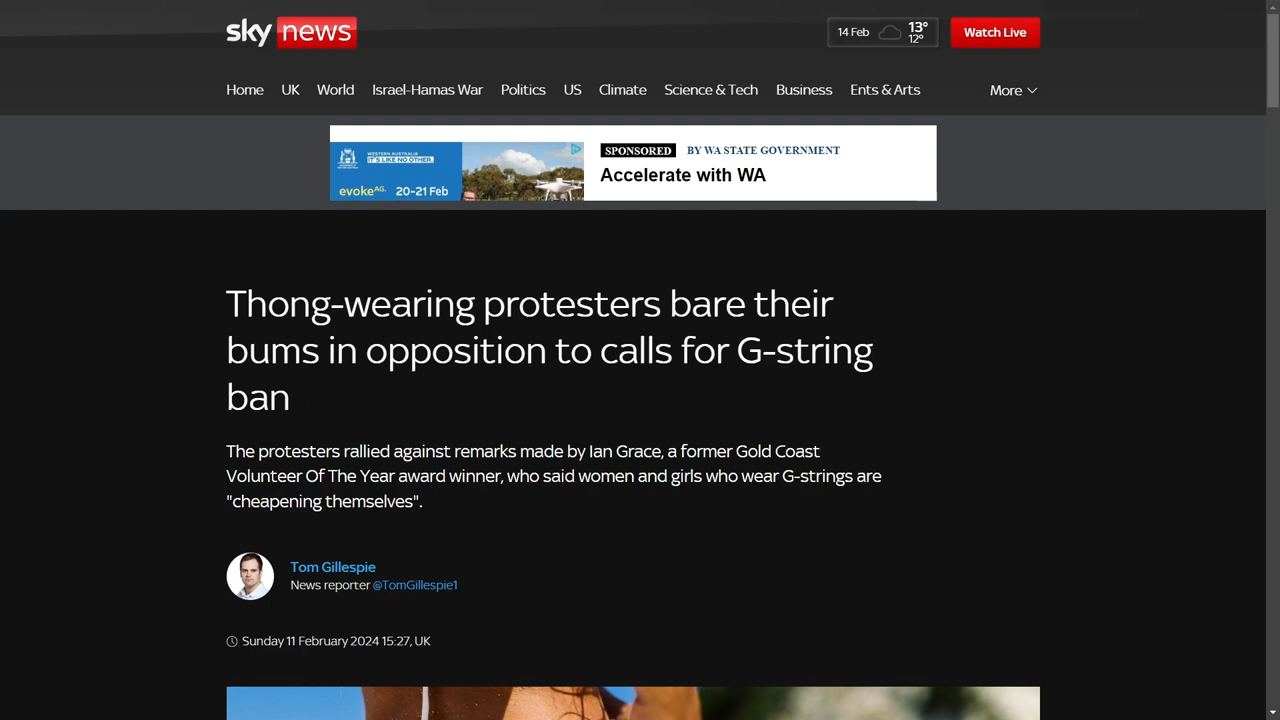 sky news
14 Feb 13° 12°
Watch Live
Home UK World Israel-Hamas War Politics US Climate Science & Tech Business Ents & Arts More
WESTERN AUSTRALIA
IT'S LIKE NO OTHER.
evokeAG. 20-21 Feb
SPONSORED BY WA STATE GOVERNMENT
Accelerate with WA
Thong-wearing protesters bare their
bums in opposition to calls for G-string
ban
The protesters rallied against remarks made by Ian Grace, a former Gold Coast
Volunteer Of The Year award winner, who said women and girls who wear G-strings are
"cheapening themselves".
Tom Gillespie
News reporter @TomGillespie1
Sunday 11 February 2024 15:27, UK